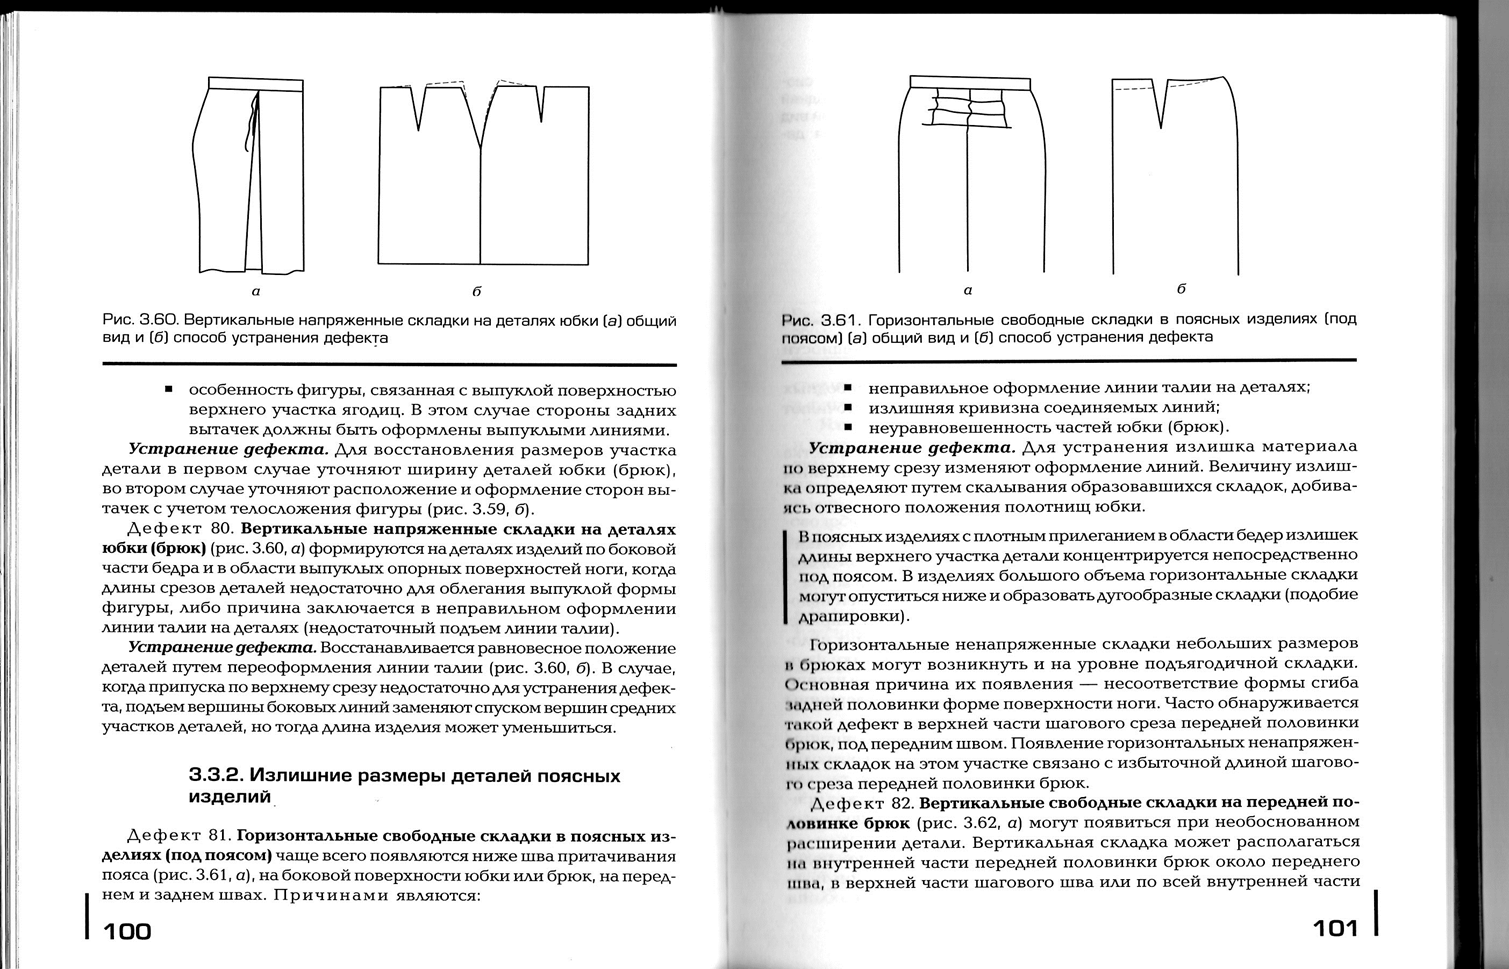 а
б
Рис. 3.60. Вертикальные напряженные складки на деталях юбки (а) общий
вид и (б) способ устранения дефекта
■ особенность фигуры, связанная с выпуклой поверхностью
верхнего участка ягодиц. В этом случае стороны задних
вытачек должны быть оформлены выпуклыми линиями.
Устранение дефекта. Для восстановления размеров участка
детали в первом случае уточняют ширину деталей юбки (брюк),
во втором случае уточняют расположение и оформление сторон вы-
тачек с учетом телосложения фигуры (рис. 3.59, б).
Дефект 80. Вертикальные напряженные складки на деталях
юбки (брюк) (рис. 3.60, а) формируются на деталях изделий по боковой
части бедра и в области выпуклых опорных поверхностей ноги, когда
длины срезов деталей недостаточно для облегания выпуклой формы
фигуры, либо причина заключается в неправильном оформлении
линии талии на деталях (недостаточный подъем линии талии).
Устранение дефекта. Восстанавливается равновесное положение
деталей путем переоформления линии талии (рис. 3.60, б). В случае,
когда припуска по верхнему срезу недостаточно для устранения дефек-
та, подъем вершины боковых линий заменяют спуском вершин средних
участков деталей, но тогда длина изделия может уменьшиться.
3.3.2. Излишние размеры деталей поясных
изделий
Дефект 81. Горизонтальные свободные складки в поясных из-
делиях (под поясом) чаще всего появляются ниже шва притачивания
пояса (рис. 3.61, а), на боковой поверхности юбки или брюк, на перед-
нем и заднем швах. Причинами являются:
100
а
б
Рис. 3.61. Горизонтальные свободные складки в поясных изделиях (под
поясом) (а) общий вид и (б) способ устранения дефекта
■ неправильное оформление линии талии на деталях;
■ излишняя кривизна соединяемых линий;
■ неуравновешенность частей юбки (брюк).
Устранение дефекта. Для устранения излишка материала
по верхнему срезу изменяют оформление линий. Величину излиш-
ка определяют путем скалывания образовавшихся складок, добива-
ясь отвесного положения полотнищ юбки.
В поясных изделиях с плотным прилеганием в области бедер излишек
длины верхнего участка детали концентрируется непосредственно
под поясом. В изделиях большого объема горизонтальные складки
могут опуститься ниже и образовать дугообразные складки (подобие
драпировки).
Горизонтальные ненапряженные складки небольших размеров
в брюках могут возникнуть и на уровне подъягодичной складки.
Основная причина их появления — несоответствие формы сгиба
задней половинки форме поверхности ноги. Часто обнаруживается
такой дефект в верхней части шагового среза передней половинки
брюк, под передним швом. Появление горизонтальных ненапряжен-
ных складок на этом участке связано с избыточной длиной шагово-
го среза передней половинки брюк.
Дефект 82. Вертикальные свободные складки на передней по-
ловинке брюк (рис. 3.62, а) могут появиться при необоснованном
расширении детали. Вертикальная складка может располагаться
на внутренней части передней половинки брюк около переднего
шва, в верхней части шагового шва или по всей внутренней части
101